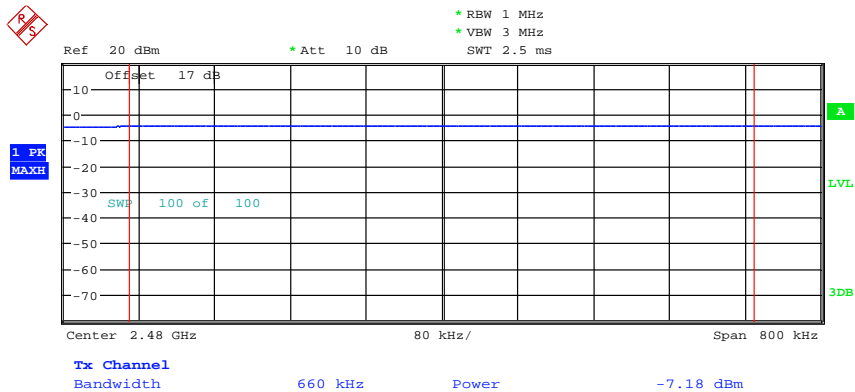 R S
* RBW 1 MHz
* VBW 3 MHz
Ref 20 dBm * Att 10 dB SWT 2.5 ms
Offset 17 dB
10
0
A
-10
1 PK
MAXH
-20
LVL
-30
SWP 100 of 100
-40
-50
-60
-70
3DB
Center 2.48 GHz 80 kHz/ Span 800 kHz
Tx Channel
Bandwidth 660 kHz Power -7.18 dBm